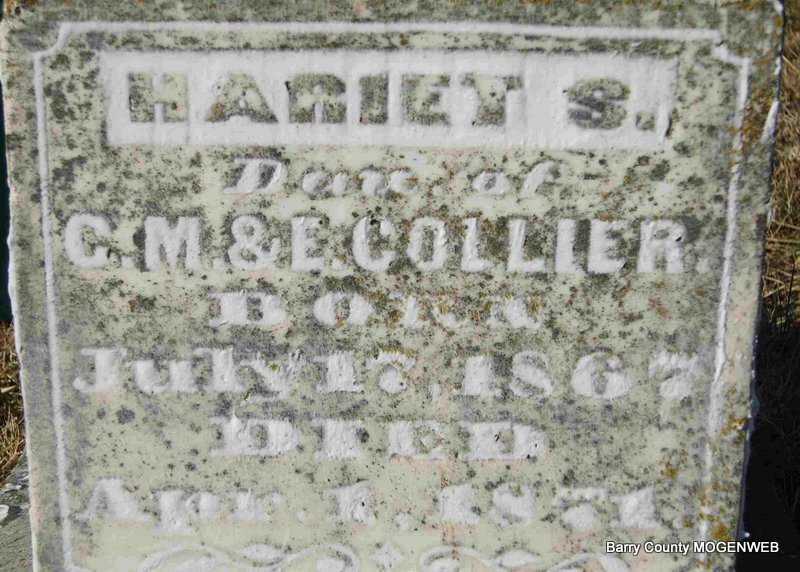 HARIET S.
Dau. of
C.M. & E. COLLIER.
BORN
July 17, 1867
DIED
Apr. 1, 1871.
Barry County MOGENWEB